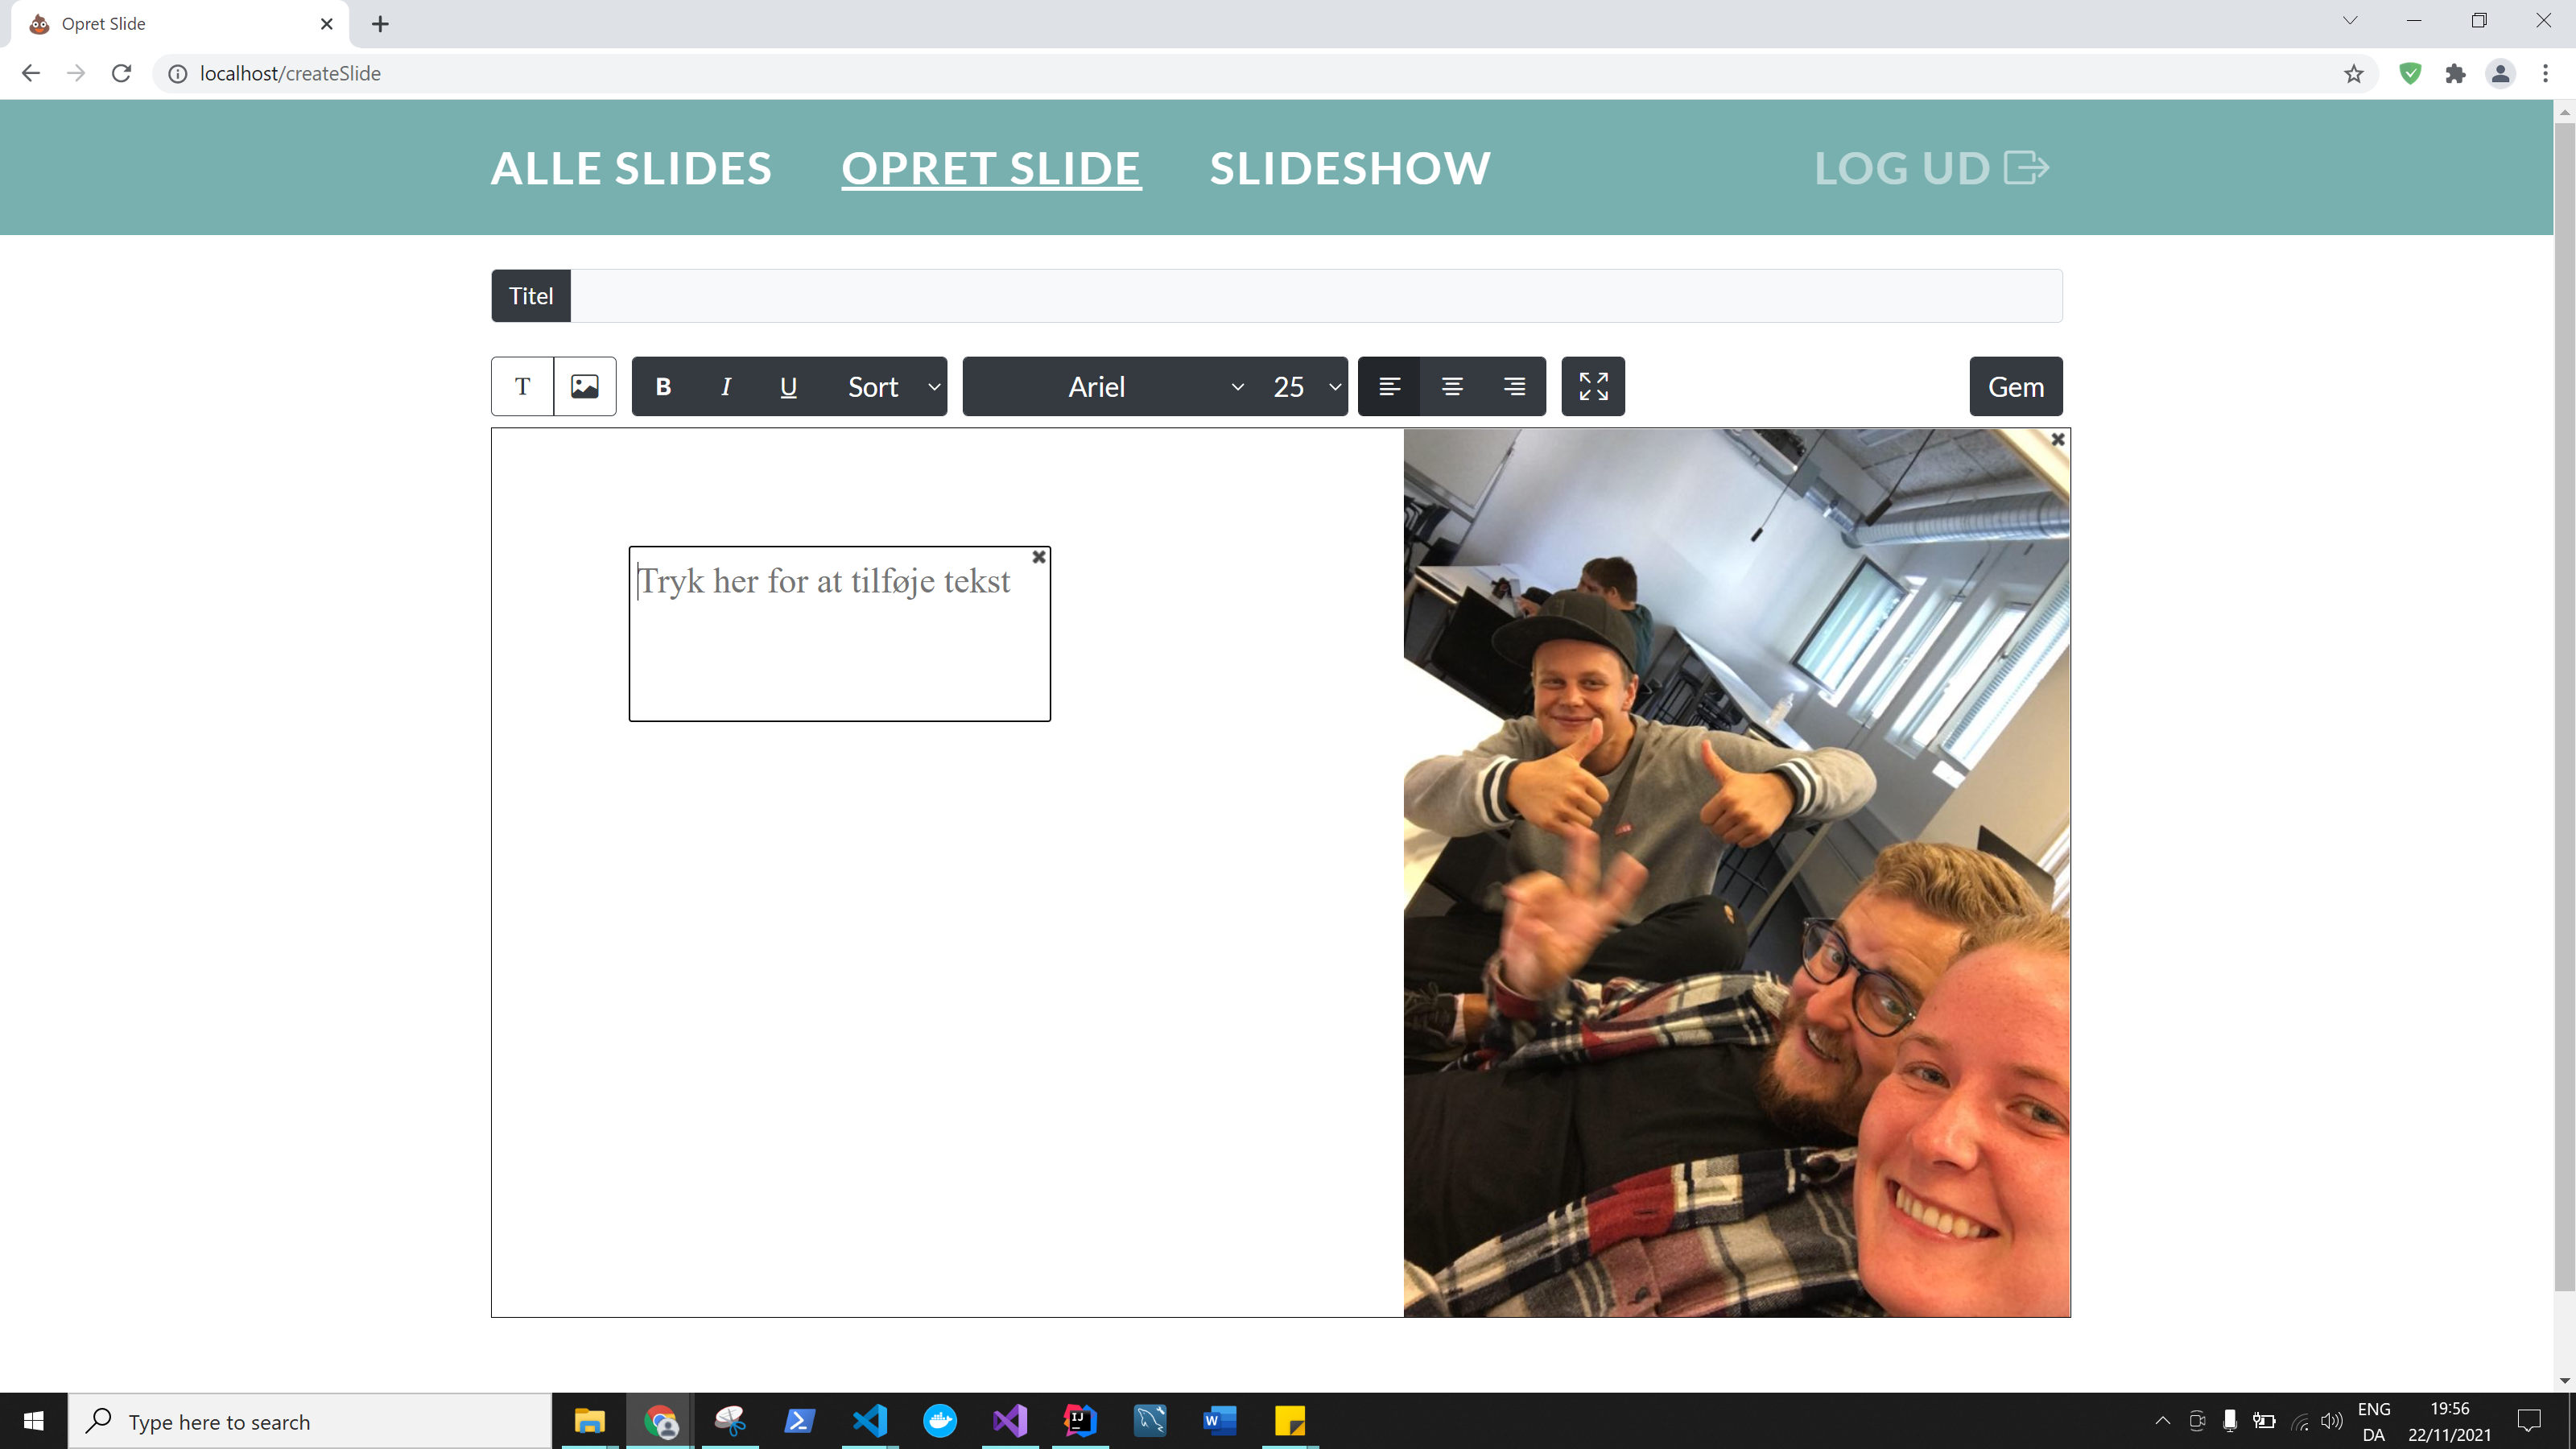 Opret Slide
localhost/createSlide
ALLE SLIDES OPRET SLIDE SLIDESHOW LOG UD
Titel
T B I U Sort Ariel 25 Gem
Tryk her for at tilføje tekst
Type here to search
ENG
DA
19:56
22/11/2021
IJ
W